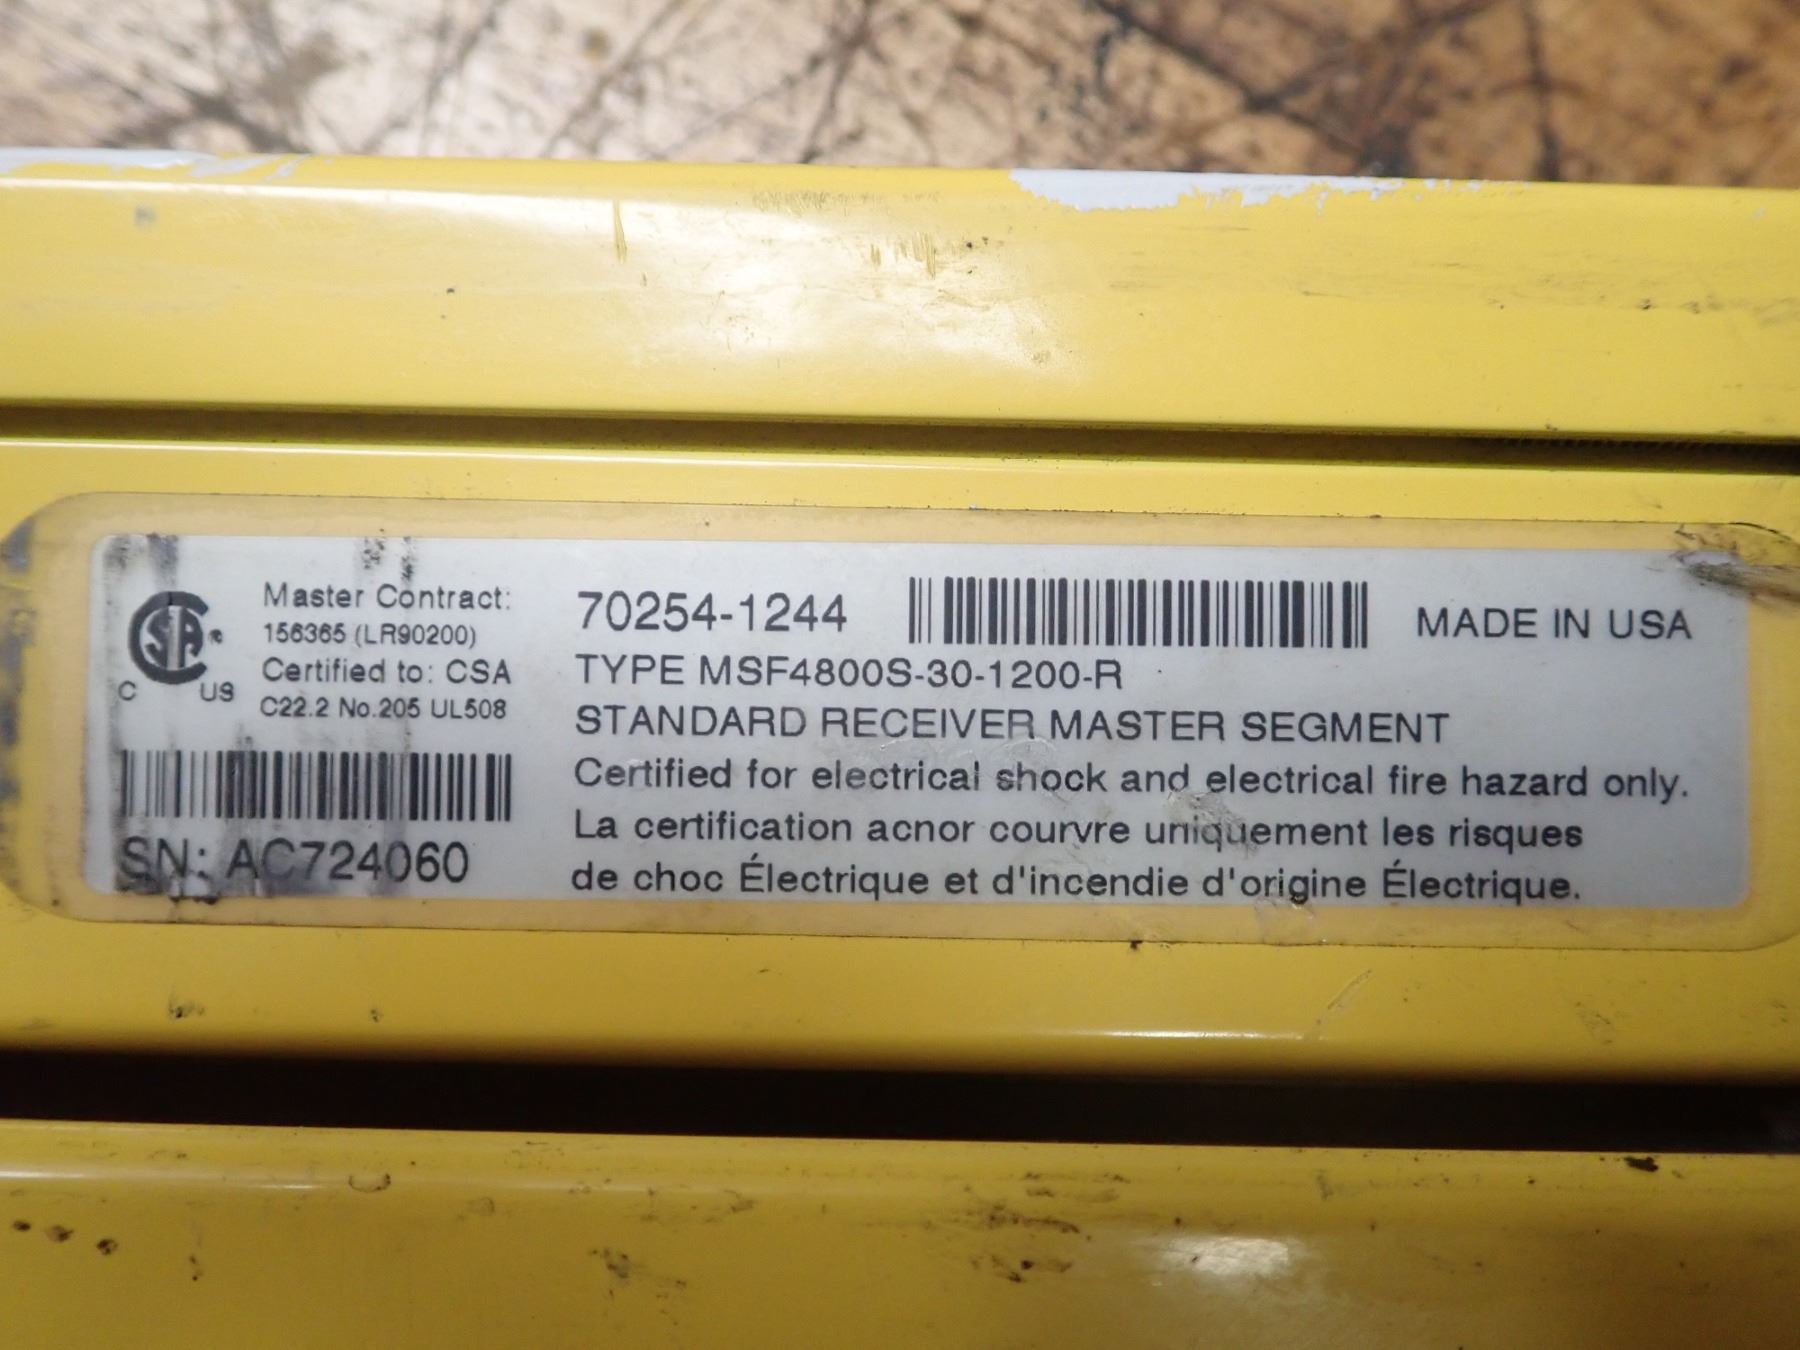 CSA
C US
Master Contract:
156365 (LR90200)
Certified to: CSA
C22.2 No.205 UL508
SN: AC724060
70254-1244
MADE IN USA
TYPE MSF4800S-30-1200-R
STANDARD RECEIVER MASTER SEGMENT
Certified for electrical shock and electrical fire hazard only.
La certification acnor courvre uniquement les risques
de choc Électrique et d'incendie d'origine Électrique.